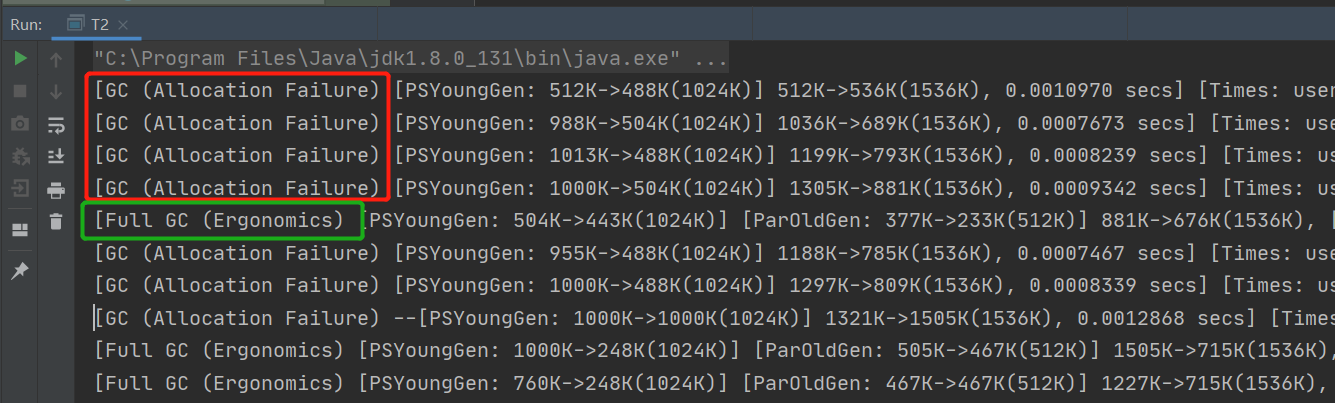 Run: T2
"C:\Program Files\Java\jdk1.8.0_131\bin\java.exe" ...
[GC (Allocation Failure) [PSYoungGen: 512K->488K(1024K)] 512K->536K(1536K), 0.0010970 secs] [Times: use
[GC (Allocation Failure) [PSYoungGen: 988K->504K(1024K)] 1036K->689K(1536K), 0.0007673 secs] [Times: us
[GC (Allocation Failure) [PSYoungGen: 1013K->488K(1024K)] 1199K->793K(1536K), 0.0008239 secs] [Times: u
[GC (Allocation Failure) [PSYoungGen: 1000K->504K(1024K)] 1305K->881K(1536K), 0.0009342 secs] [Times: u
[Full GC (Ergonomics) [PSYoungGen: 504K->443K(1024K)] [ParOldGen: 377K->233K(512K)] 881K->676K(1536K), [
[GC (Allocation Failure) [PSYoungGen: 955K->488K(1024K)] 1188K->785K(1536K), 0.0007467 secs] [Times: us
[GC (Allocation Failure) [PSYoungGen: 1000K->488K(1024K)] 1297K->809K(1536K), 0.0008339 secs] [Times: u
[GC (Allocation Failure) --[PSYoungGen: 1000K->1000K(1024K)] 1321K->1505K(1536K), 0.0012868 secs] [Time
[Full GC (Ergonomics) [PSYoungGen: 1000K->248K(1024K)] [ParOldGen: 505K->467K(512K)] 1505K->715K(1536K),
[Full GC (Ergonomics) [PSYoungGen: 760K->248K(1024K)] [ParOldGen: 467K->467K(512K)] 1227K->715K(1536K),